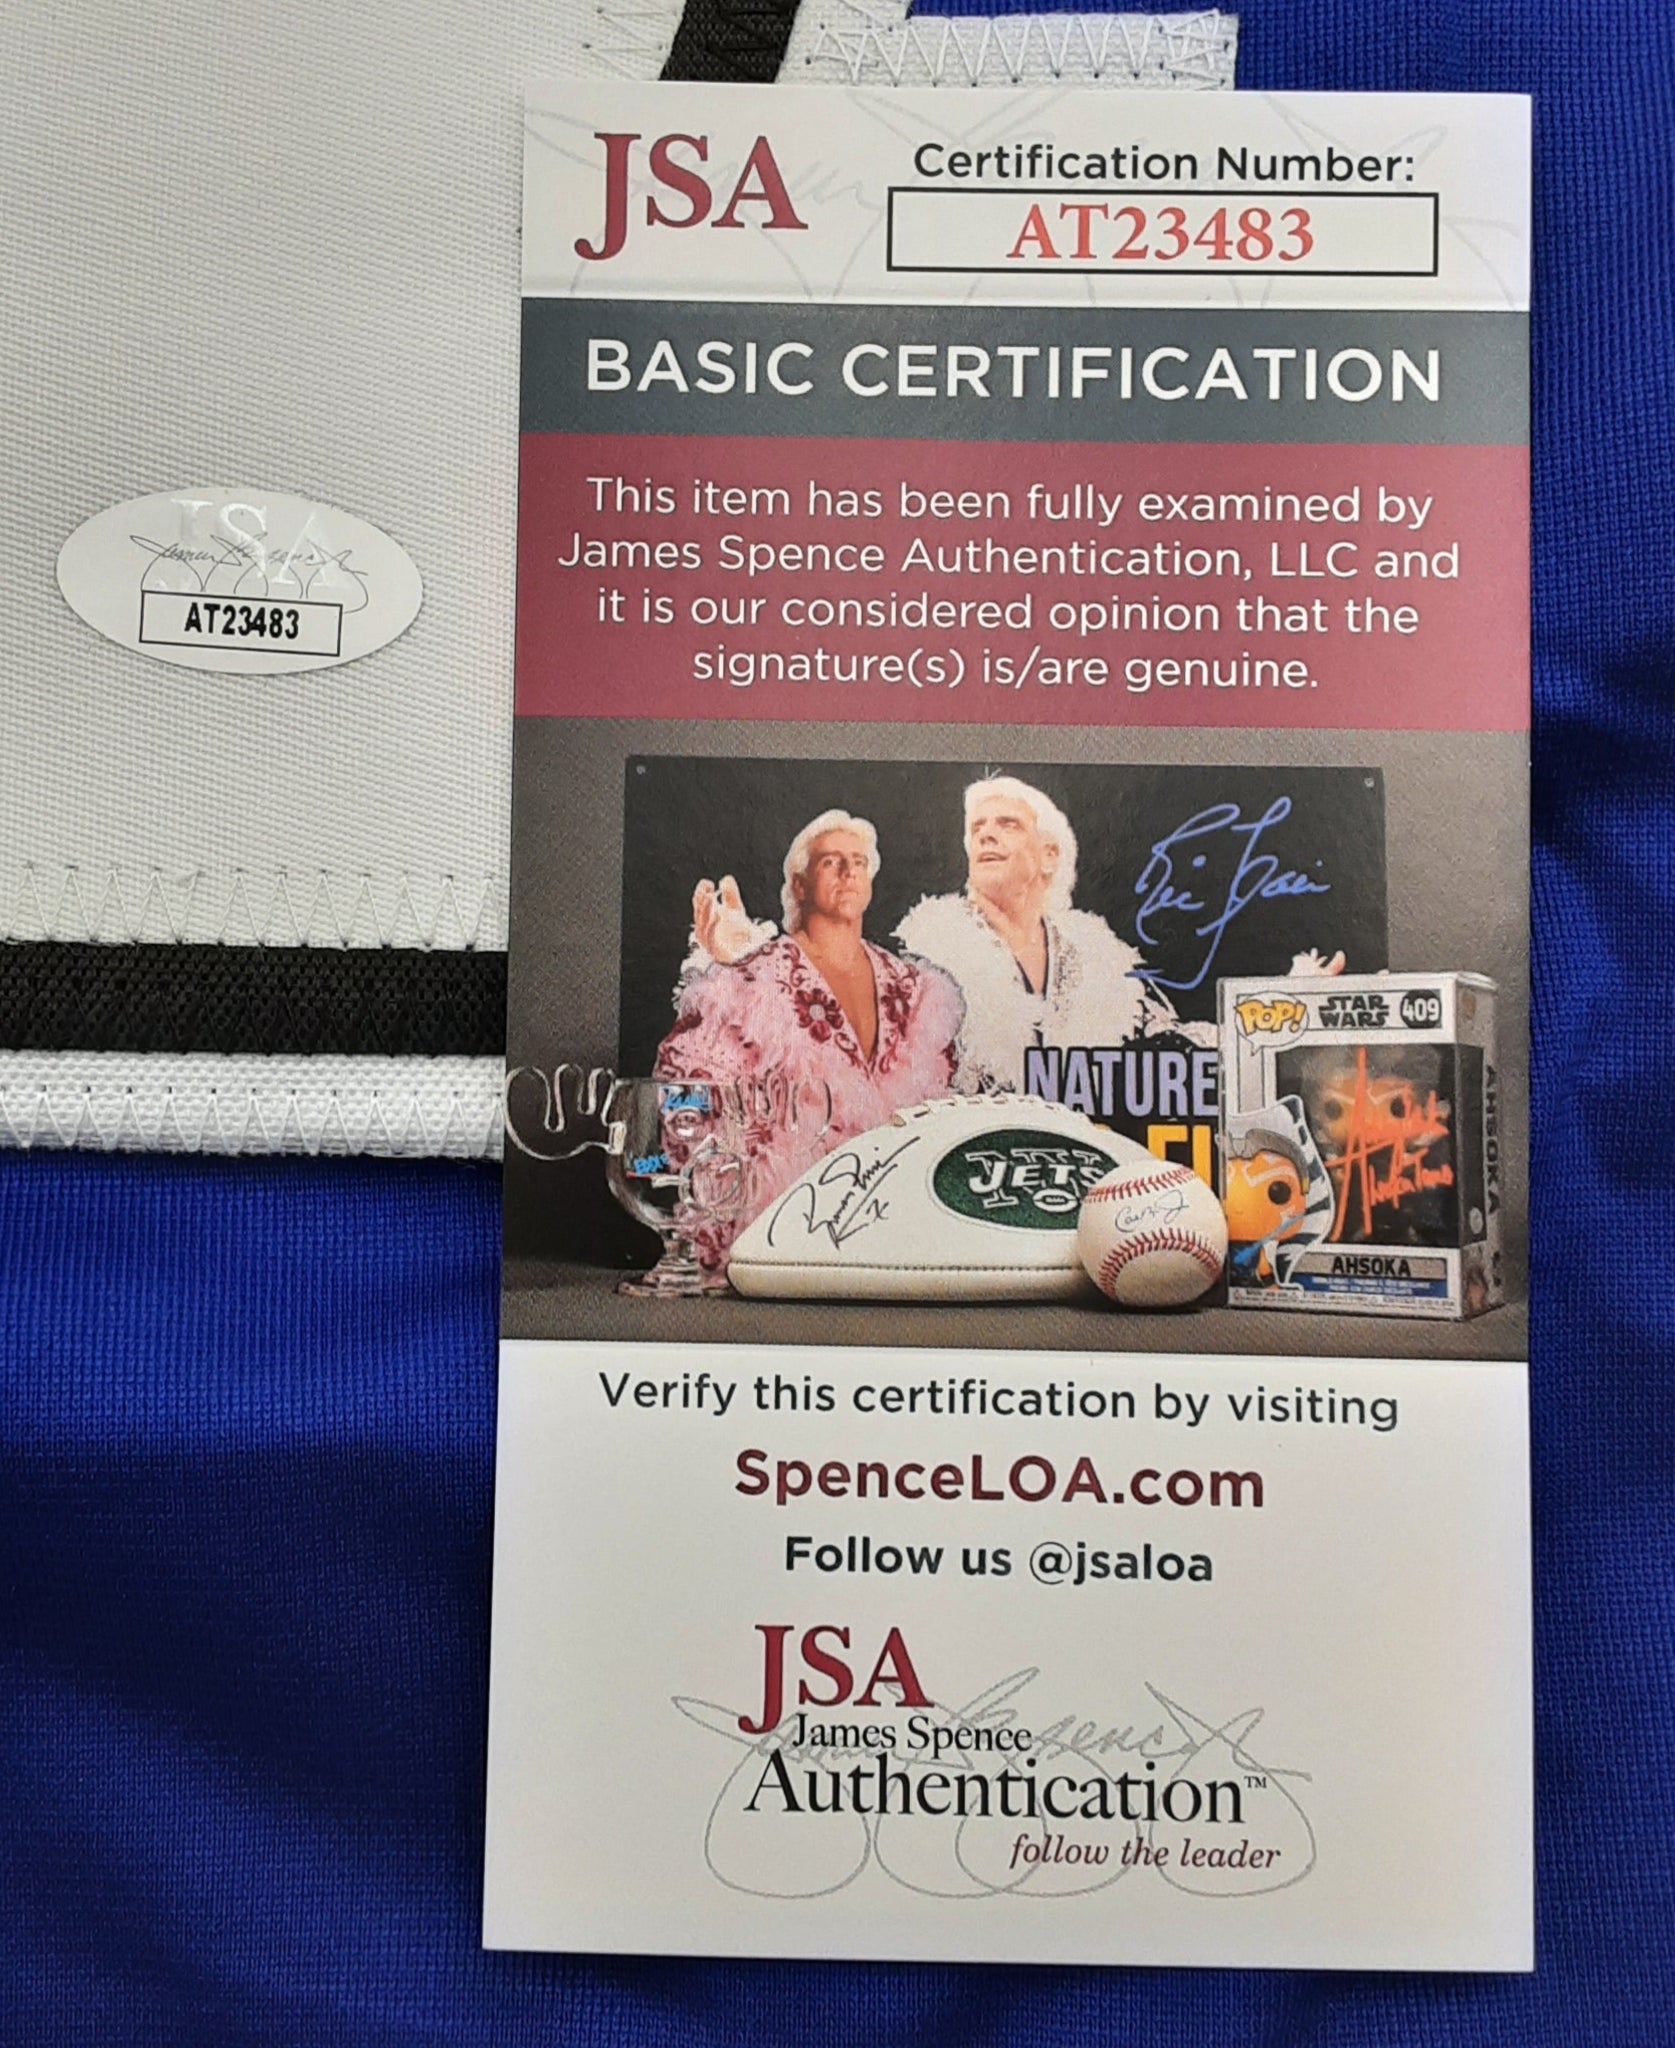 JSA
Certification Number:
AT23483
BASIC CERTIFICATION
This item has been fully examined by
James Spence Authentication, LLC and
it is our considered opinion that the
signature(s) is/are genuine.
JSA
AT23483
NATURE
POP!
STAR
WARS
409
JETS
AHSOKA
AHSOKA
Verify this certification by visiting
SpenceLOA.com
Follow us @jsaloa
JSA
James Spence
Authentication™
follow the leader